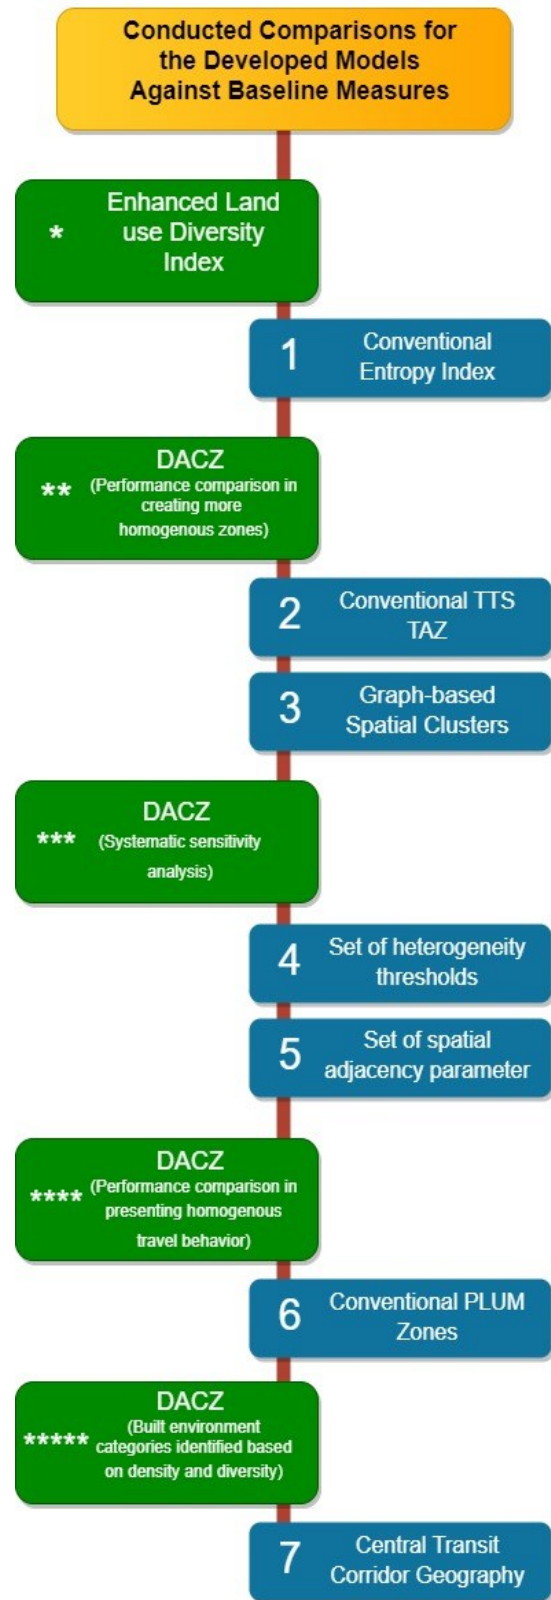 Conducted Comparisons for
the Developed Models
Against Baseline Measures
*
Enhanced Land
use Diversity
Index
1
Conventional
Entropy Index
**
DACZ
(Performance comparison in
creating more
homogenous zones)
2
Conventional TTS
TAZ
3
Graph-based
Spatial Clusters
***
DACZ
(Systematic sensitivity
analysis)
4
Set of heterogeneity
thresholds
5
Set of spatial
adjacency parameter
****
DACZ
(Performance comparison in
presenting homogenous
travel behavior)
6
Conventional PLUM
Zones
*****
DACZ
(Built environment
categories identified based
on density and diversity)
7
Central Transit
Corridor Geography